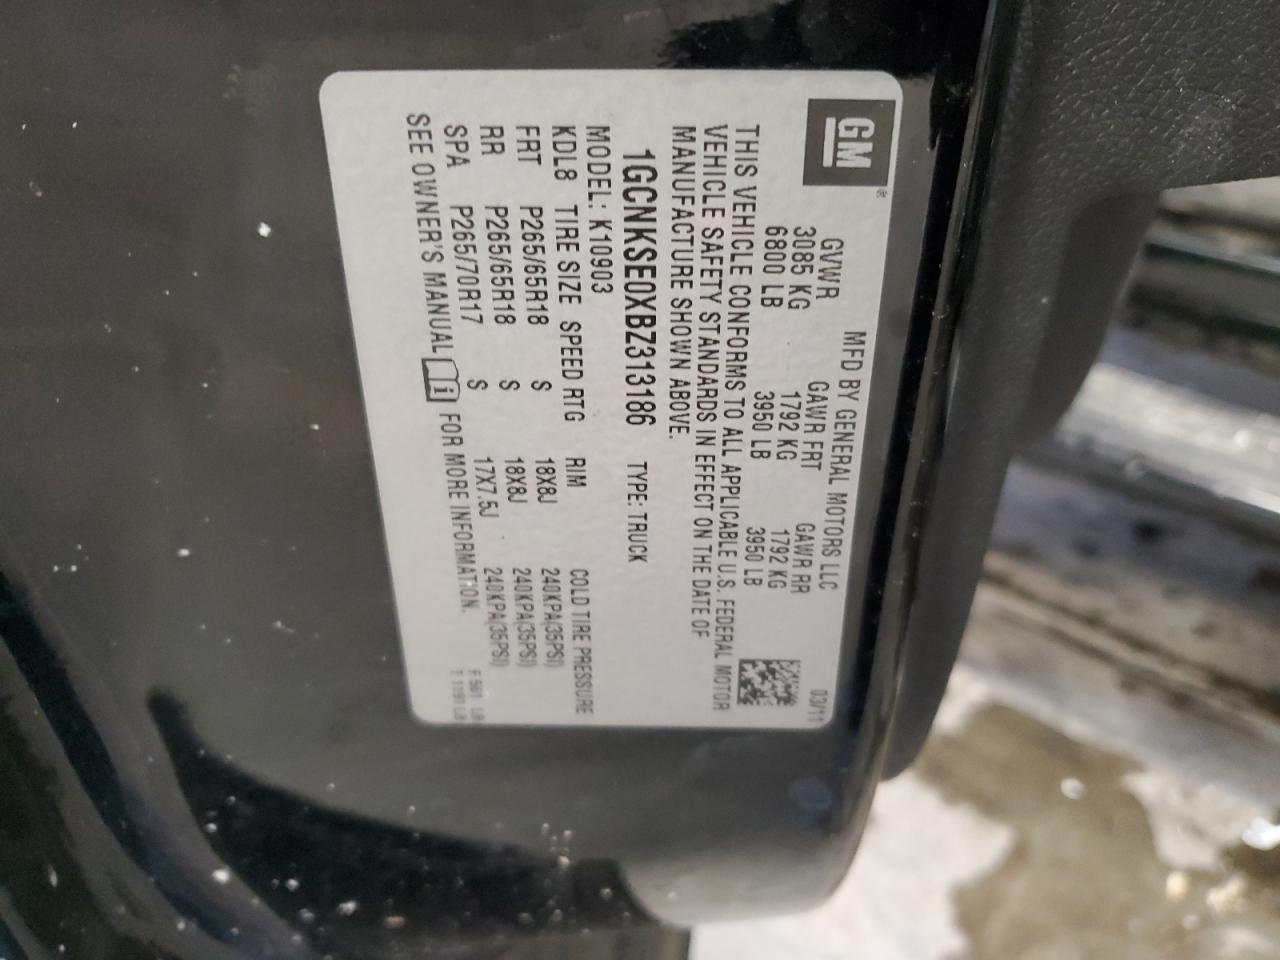 GM ®
MFD BY GENERAL MOTORS LLC 03/11
GVWR GAWR FRT GAWR RR
3085 KG 1792 KG 1792 KG
6800 LB 3950 LB 3950 LB
THIS VEHICLE CONFORMS TO ALL APPLICABLE U.S. FEDERAL MOTOR
VEHICLE SAFETY STANDARDS IN EFFECT ON THE DATE OF
MANUFACTURE SHOWN ABOVE.
1GCNKSE0XBZ313186 TYPE: TRUCK
MODEL: K10903
KDL8 TIRE SIZE SPEED RTG RIM COLD TIRE PRESSURE
FRT P265/65R18 S 18X8J 240KPA(35PSI)
RR P265/65R18 S 18X8J 240KPA(35PSI)
SPA P265/70R17 S 17X7.5J 240KPA(35PSI)
SEE OWNER'S MANUAL i FOR MORE INFORMATION.
F 561 LB
T 1191 LB